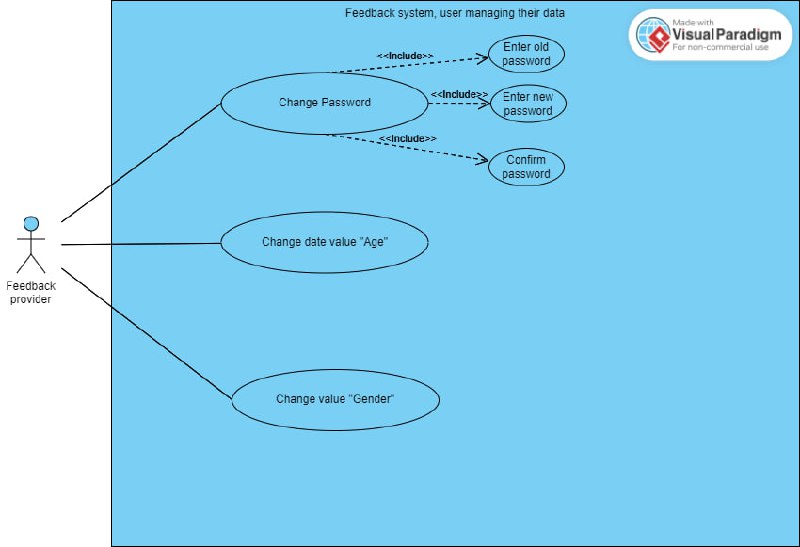 Feedback system, user managing their data
Made with
Visual Paradigm
For non-commercial use
<<Include>>
Enter old
password
Change Password
<<Include>>
Enter new
password
<<Include>>
Confirm
password
Change date value "Age"
Feedback
provider
Change value "Gender"